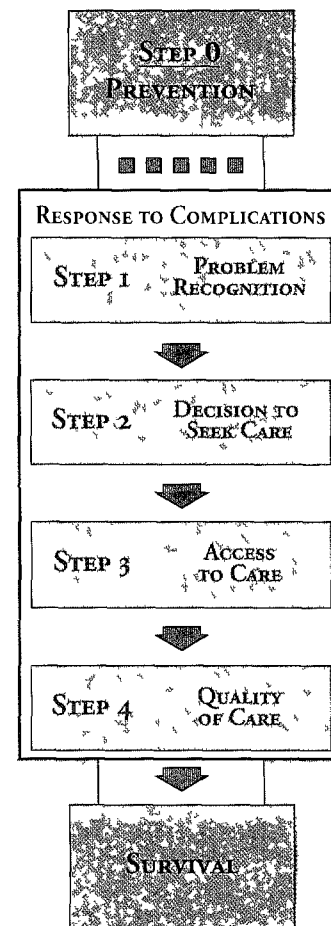 STEP 0
PREVENTION
RESPONSE TO COMPLICATIONS
STEP 1
PROBLEM
RECOGNITION
STEP 2
DECISION TO
SEEK CARE
STEP 3
ACCESS
TO CARE
STEP 4
QUALITY
OF CARE
SURVIVAL